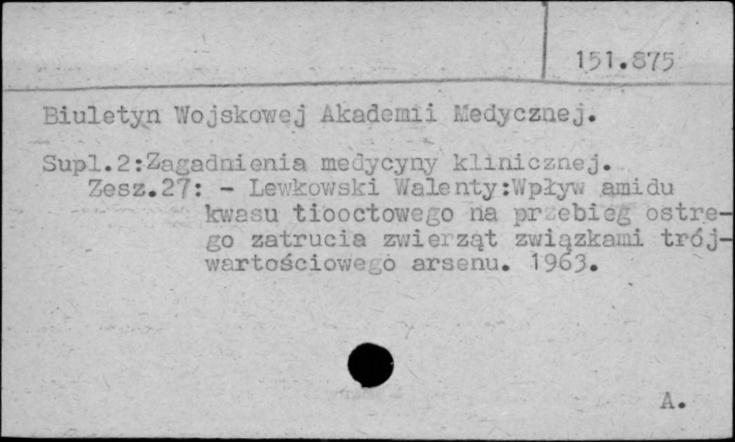 151.875
Biuletyn Wojskowej Akademii Medycznej.
Supl.2:Zagadnienia medycyny klinicznej.
Zesz.27: - Lewkowski Walenty:Wpływ amidu
kwasu tiooctowego na przebieg ostre-
go zatrucia zwierząt związkami trój-
wartościowego arsenu. 1963.
A.